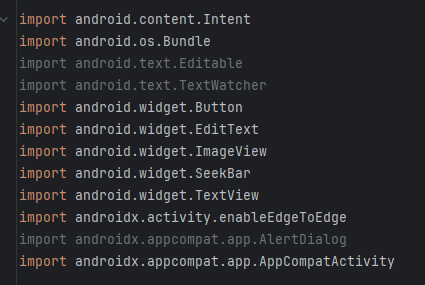 import android.content.Intent
import android.os.Bundle
import android.text.Editable
import android.text.TextWatcher
import android.widget.Button
import android.widget.EditText
import android.widget.ImageView
import android.widget.SeekBar
import android.widget.TextView
import androidx.activity.enableEdgeToEdge
import androidx.appcompat.app.AlertDialog
import androidx.appcompat.app.AppCompatActivity